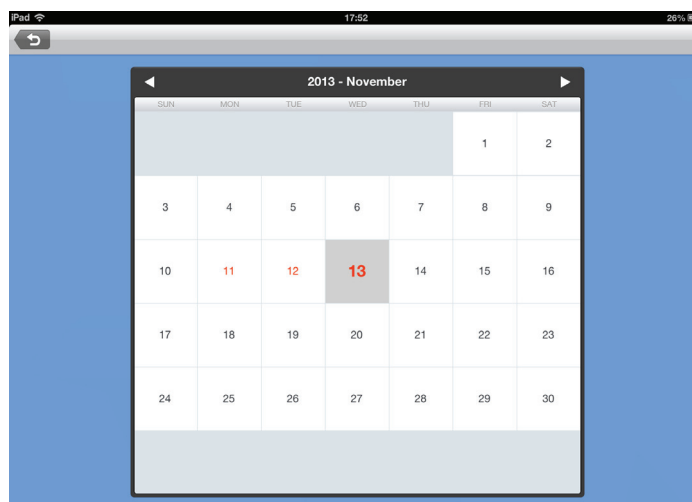 iPad 17:52 26%
2013 - November
SUN MON TUE WED THU FRI SAT
1 2
3 4 5 6 7 8 9
10 11 12 13 14 15 16
17 18 19 20 21 22 23
24 25 26 27 28 29 30